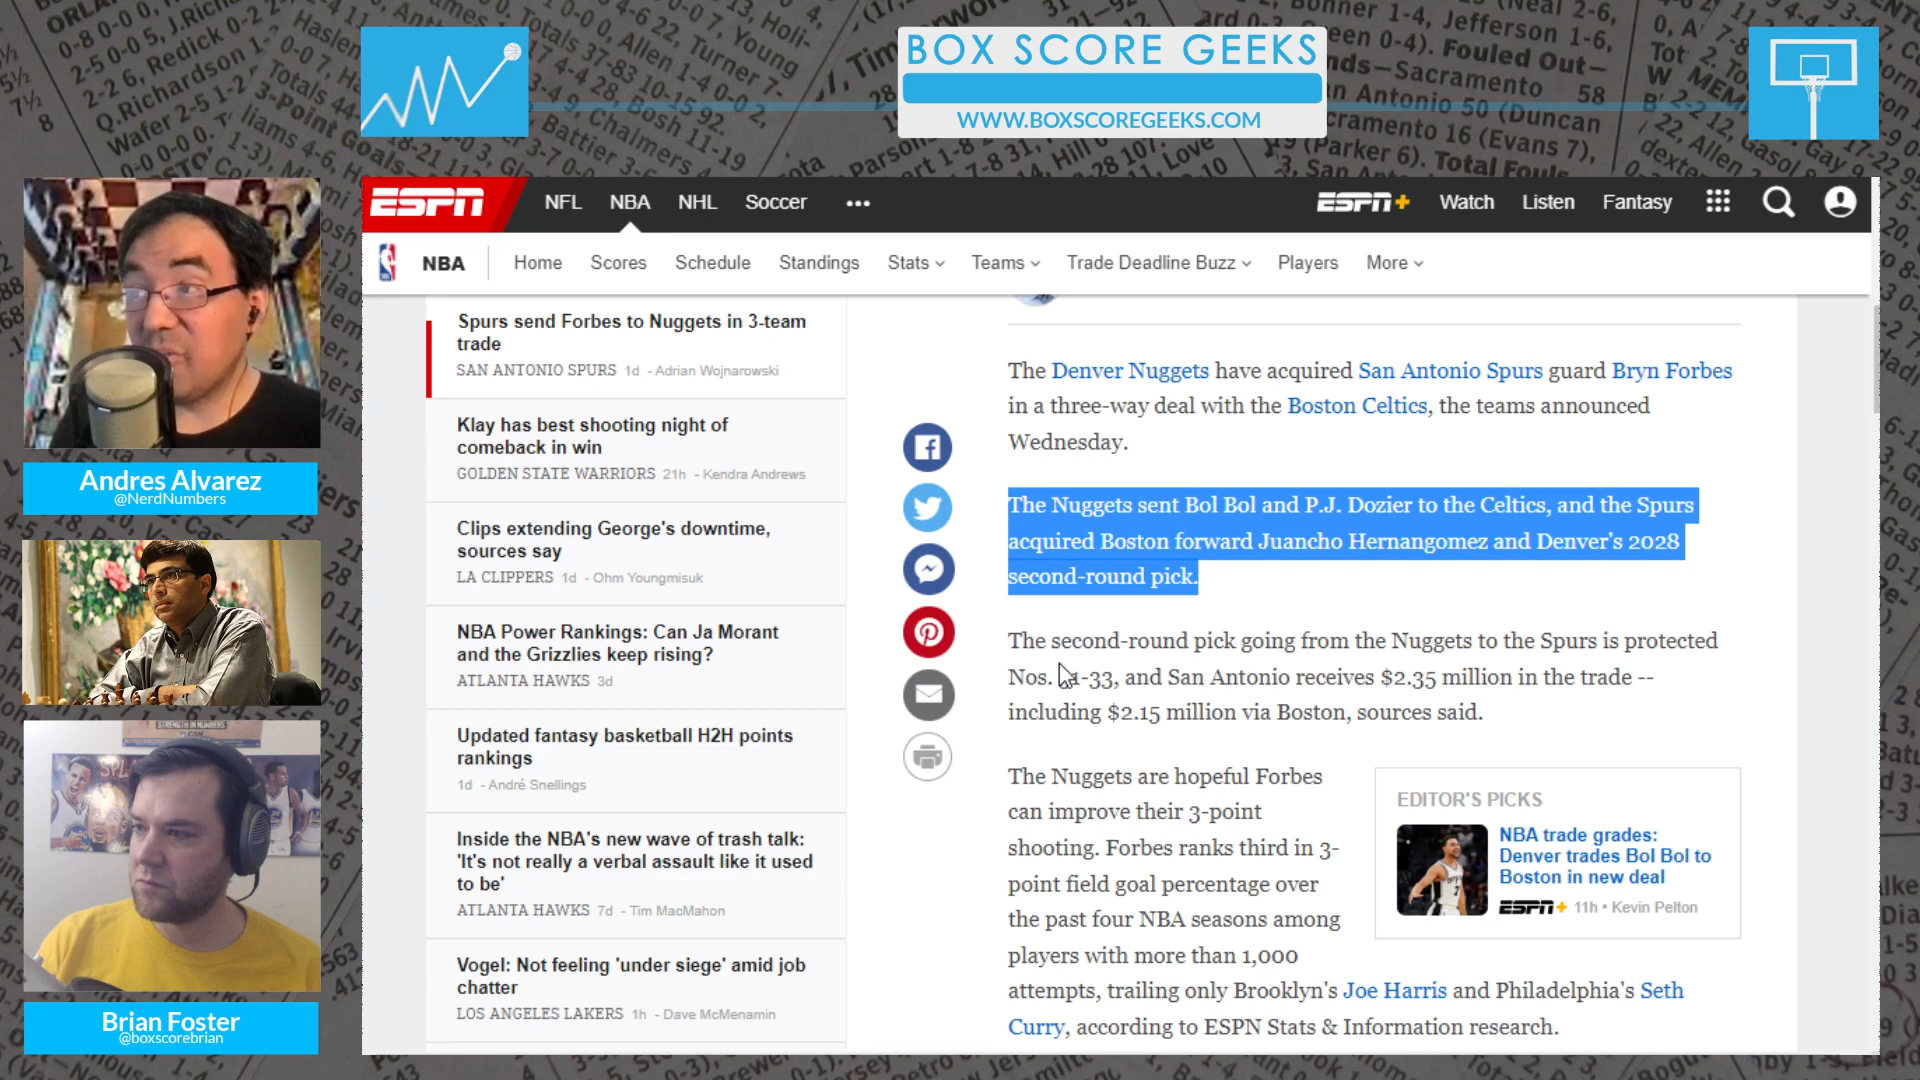 BOX SCORE GEEKS
WWW.BOXSCOREGEEKS.COM
ESPN
NFL
NBA
NHL
Soccer
ESPN+
Watch
Listen
Fantasy
NBA
Home
Scores
Schedule
Standings
Stats
Teams
Trade Deadline Buzz
Players
More
Andres Alvarez
@NerdNumbers
Brian Foster
@boxscorebrian
Spurs send Forbes to Nuggets in 3-team
trade
SAN ANTONIO SPURS 1d - Adrian Wojnarowski
Klay has best shooting night of
comeback in win
GOLDEN STATE WARRIORS 21h - Kendra Andrews
Clips extending George's downtime,
sources say
LA CLIPPERS 1d - Ohm Youngmisuk
NBA Power Rankings: Can Ja Morant
and the Grizzlies keep rising?
ATLANTA HAWKS 3d
Updated fantasy basketball H2H points
rankings
1d - André Snellings
Inside the NBA's new wave of trash talk:
'It's not really a verbal assault like it used
to be'
ATLANTA HAWKS 7d - Tim MacMahon
Vogel: Not feeling 'under siege' amid job
chatter
LOS ANGELES LAKERS 1h - Dave McMenamin
The Denver Nuggets have acquired San Antonio Spurs guard Bryn Forbes
in a three-way deal with the Boston Celtics, the teams announced
Wednesday.
The Nuggets sent Bol Bol and P.J. Dozier to the Celtics, and the Spurs
acquired Boston forward Juancho Hernangomez and Denver's 2028
second-round pick.
The second-round pick going from the Nuggets to the Spurs is protected
Nos. -33, and San Antonio receives $2.35 million in the trade --
including $2.15 million via Boston, sources said.
The Nuggets are hopeful Forbes
can improve their 3-point
shooting. Forbes ranks third in 3-
point field goal percentage over
the past four NBA seasons among
players with more than 1,000
attempts, trailing only Brooklyn's Joe Harris and Philadelphia's Seth
Curry, according to ESPN Stats & Information research.
EDITOR'S PICKS
NBA trade grades:
Denver trades Bol Bol to
Boston in new deal
ESPN+ 11h • Kevin Pelton